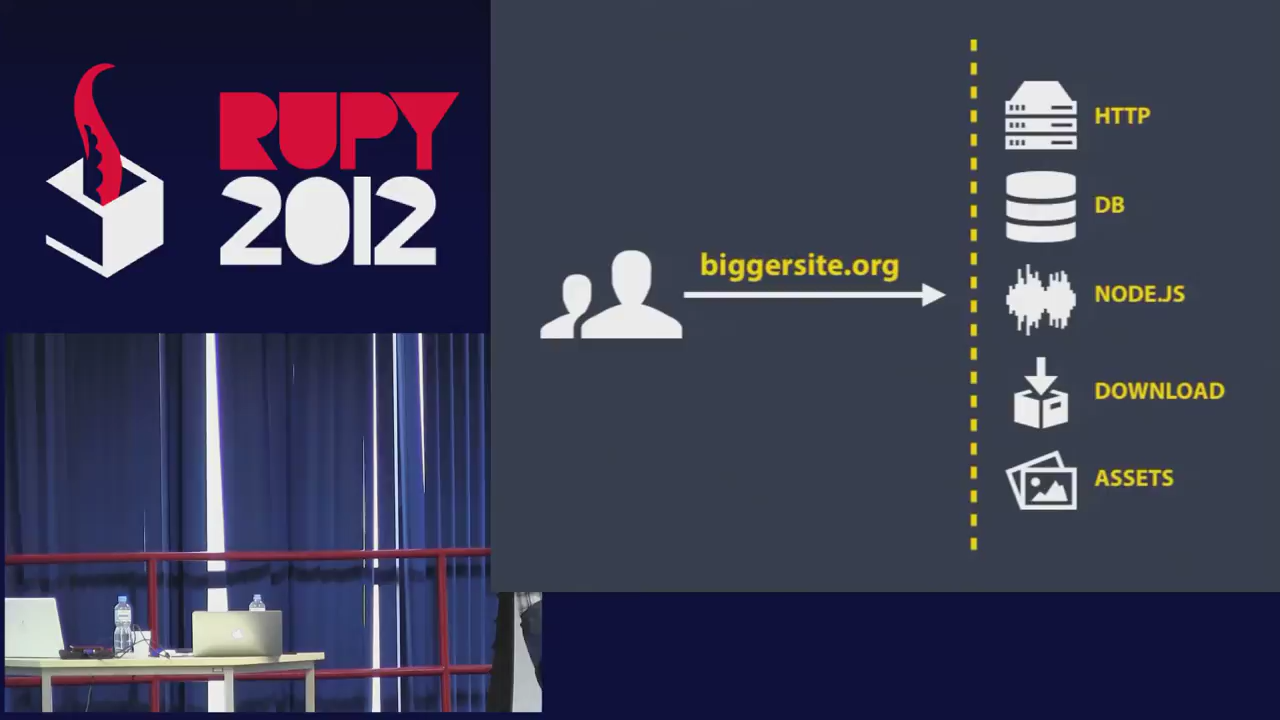 RUPY
2012
biggersite.org
HTTP
DB
NODE.JS
DOWNLOAD
ASSETS